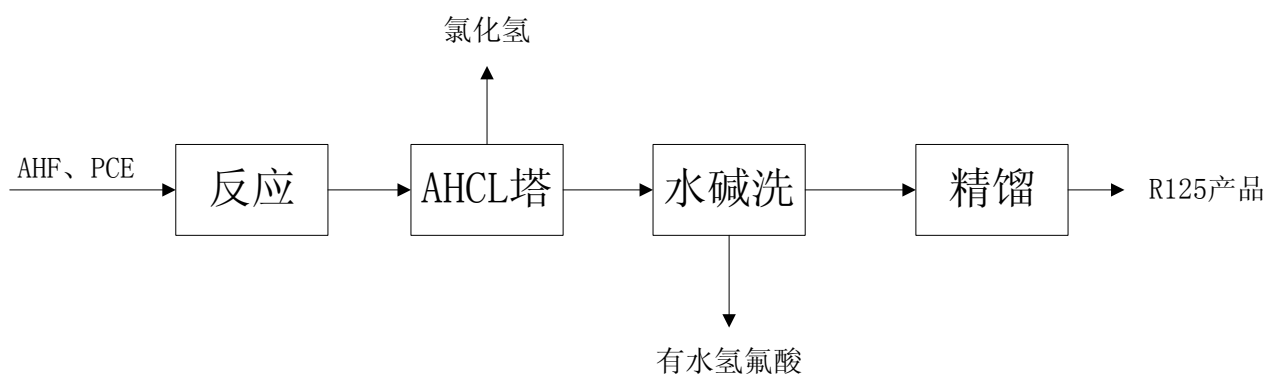 氯化氢
AHF、PCE
反应
AHCL塔
水碱洗
精馏
R125产品
有水氢氟酸